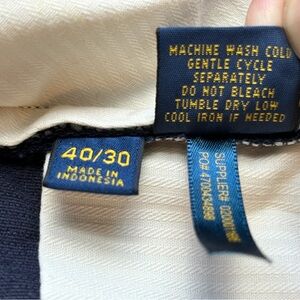 MACHINE WASH COLD
GENTLE CYCLE
SEPARATELY
DO NOT BLEACH
TUMBLE DRY LOW
COOL IRON IF NEEDED
40/30
MADE IN
INDONESIA
SUPPLIER#
PO#